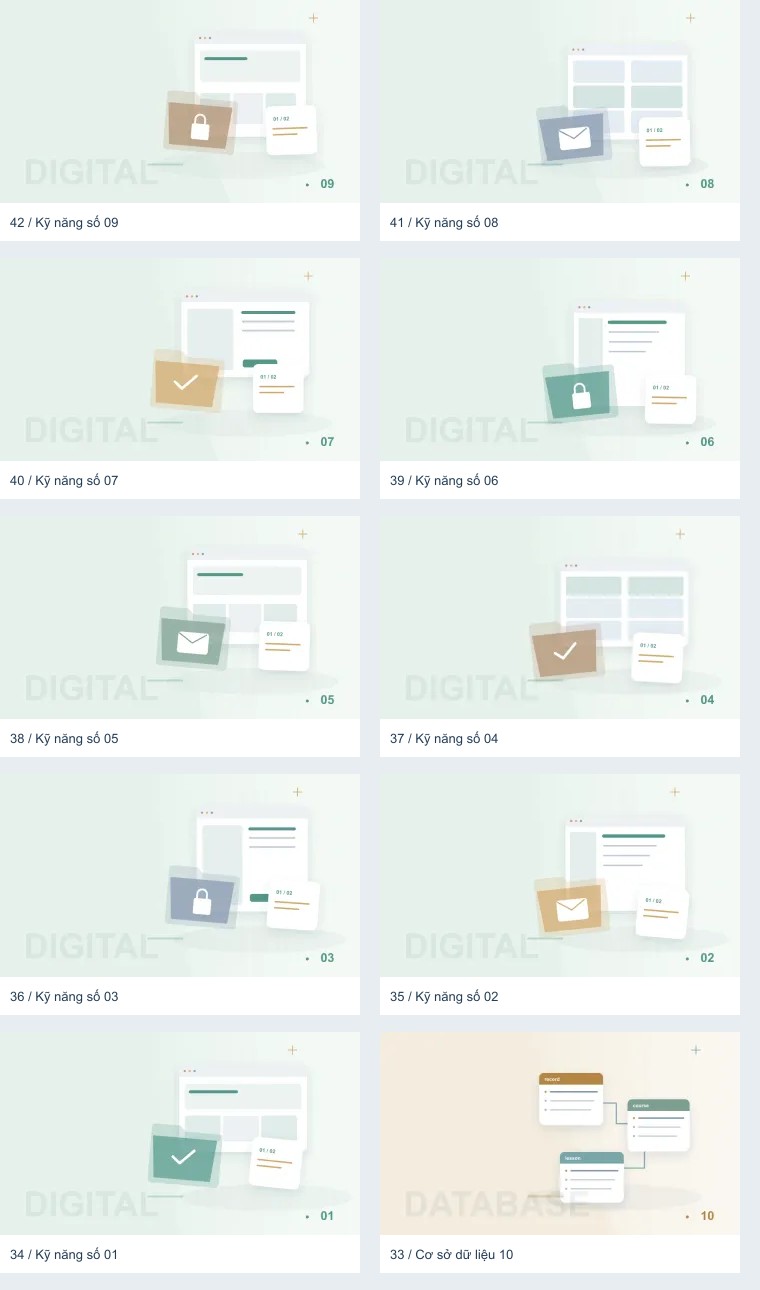 01 / 02
DIGITAL
09
42 / Kỹ năng số 09
01 / 02
DIGITAL
08
41 / Kỹ năng số 08
01 / 02
DIGITAL
07
40 / Kỹ năng số 07
01 / 02
DIGITAL
06
39 / Kỹ năng số 06
01 / 02
DIGITAL
05
38 / Kỹ năng số 05
01 / 02
DIGITAL
04
37 / Kỹ năng số 04
01 / 02
DIGITAL
03
36 / Kỹ năng số 03
01 / 02
DIGITAL
02
35 / Kỹ năng số 02
01 / 02
DIGITAL
01
34 / Kỹ năng số 01
record
course
lesson
DATABASE
10
33 / Cơ sở dữ liệu 10